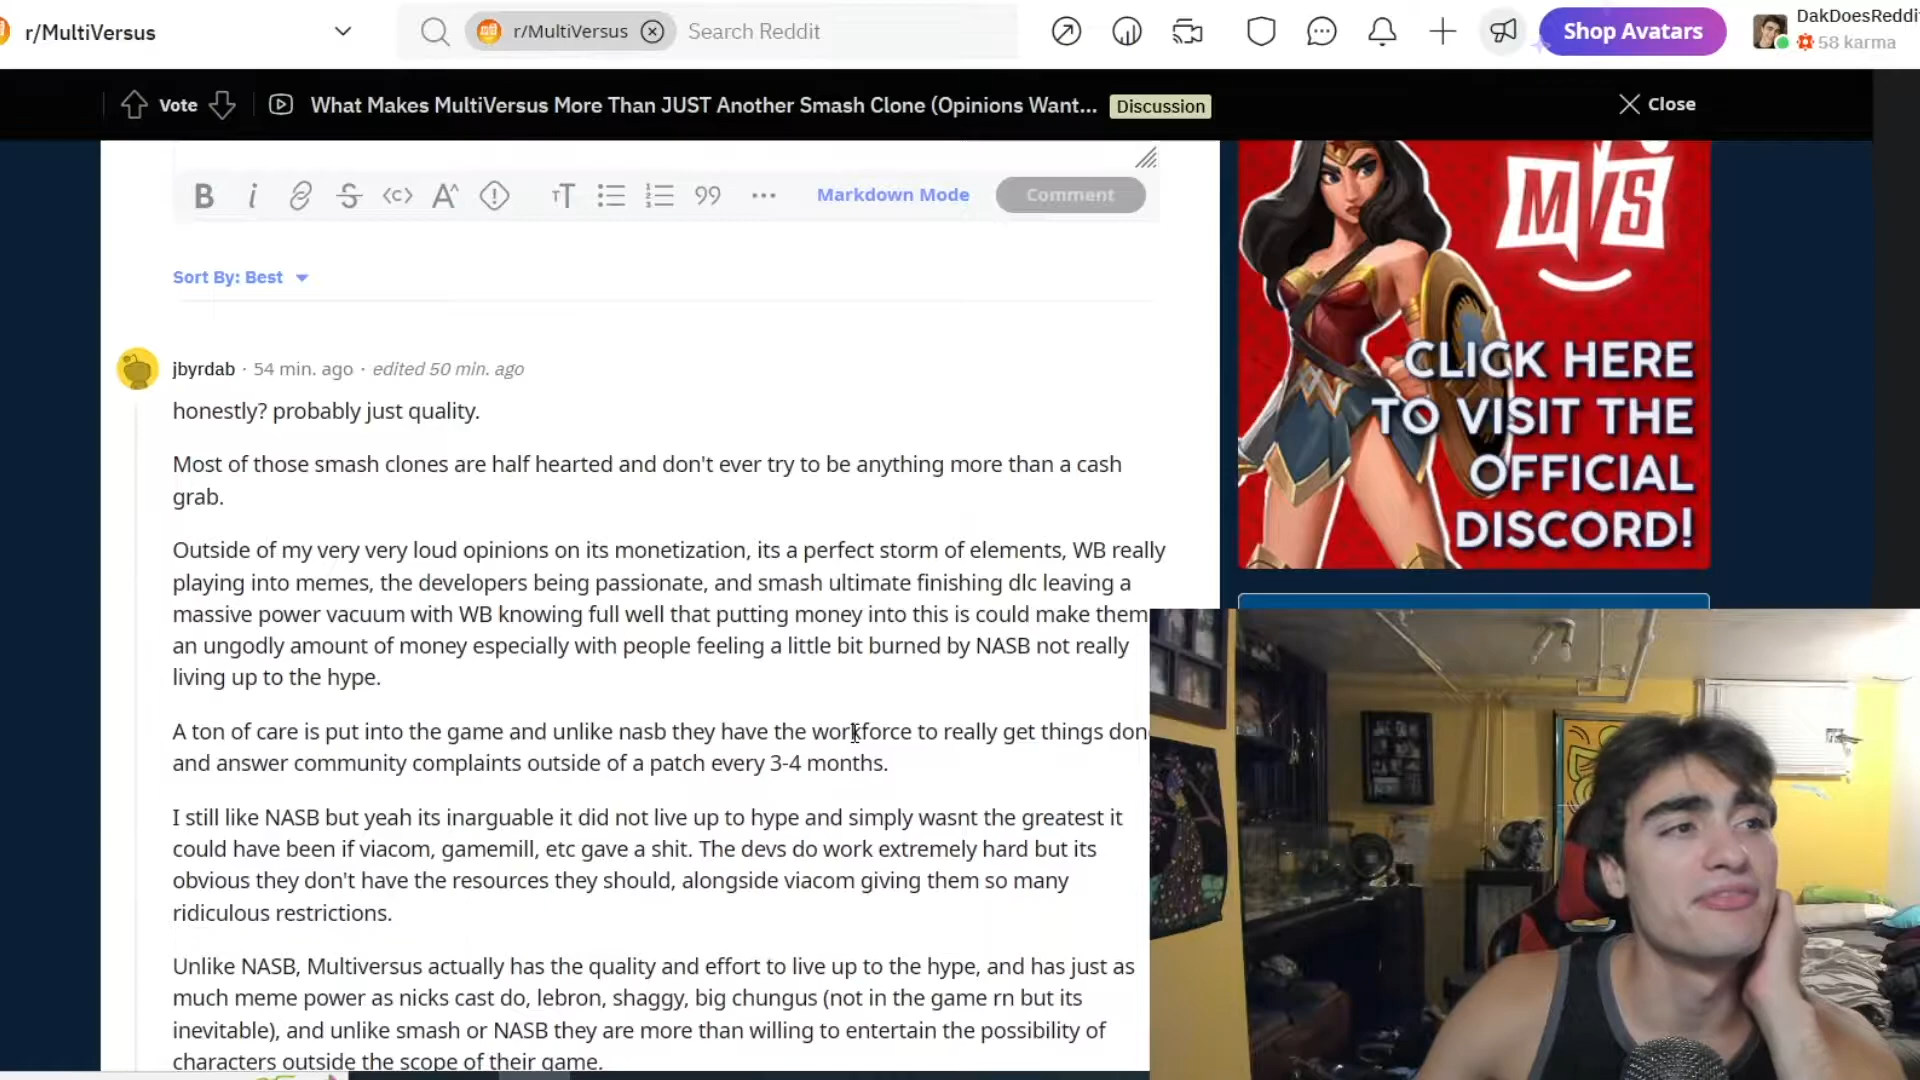 r/MultiVersus
r/MultiVersus
Search Reddit
Shop Avatars
DakDoesReddi
58 karma
Vote
What Makes MultiVersus More Than JUST Another Smash Clone (Opinions Want...
Discussion
Close
B i
Markdown Mode
Comment
Sort By: Best
jbyrdab · 54 min. ago · edited 50 min. ago
honestly? probably just quality.
Most of those smash clones are half hearted and don't ever try to be anything more than a cash
grab.
Outside of my very very loud opinions on its monetization, its a perfect storm of elements, WB really
playing into memes, the developers being passionate, and smash ultimate finishing dlc leaving a
massive power vacuum with WB knowing full well that putting money into this is could make them
an ungodly amount of money especially with people feeling a little bit burned by NASB not really
living up to the hype.
A ton of care is put into the game and unlike nasb they have the workforce to really get things don
and answer community complaints outside of a patch every 3-4 months.
I still like NASB but yeah its inarguable it did not live up to hype and simply wasnt the greatest it
could have been if viacom, gamemill, etc gave a shit. The devs do work extremely hard but its
obvious they don't have the resources they should, alongside viacom giving them so many
ridiculous restrictions.
Unlike NASB, Multiversus actually has the quality and effort to live up to the hype, and has just as
much meme power as nicks cast do, lebron, shaggy, big chungus (not in the game rn but its
inevitable), and unlike smash or NASB they are more than willing to entertain the possibility of
characters outside the scope of their game.
MVS
CLICK HERE
TO VISIT THE
OFFICIAL
DISCORD!